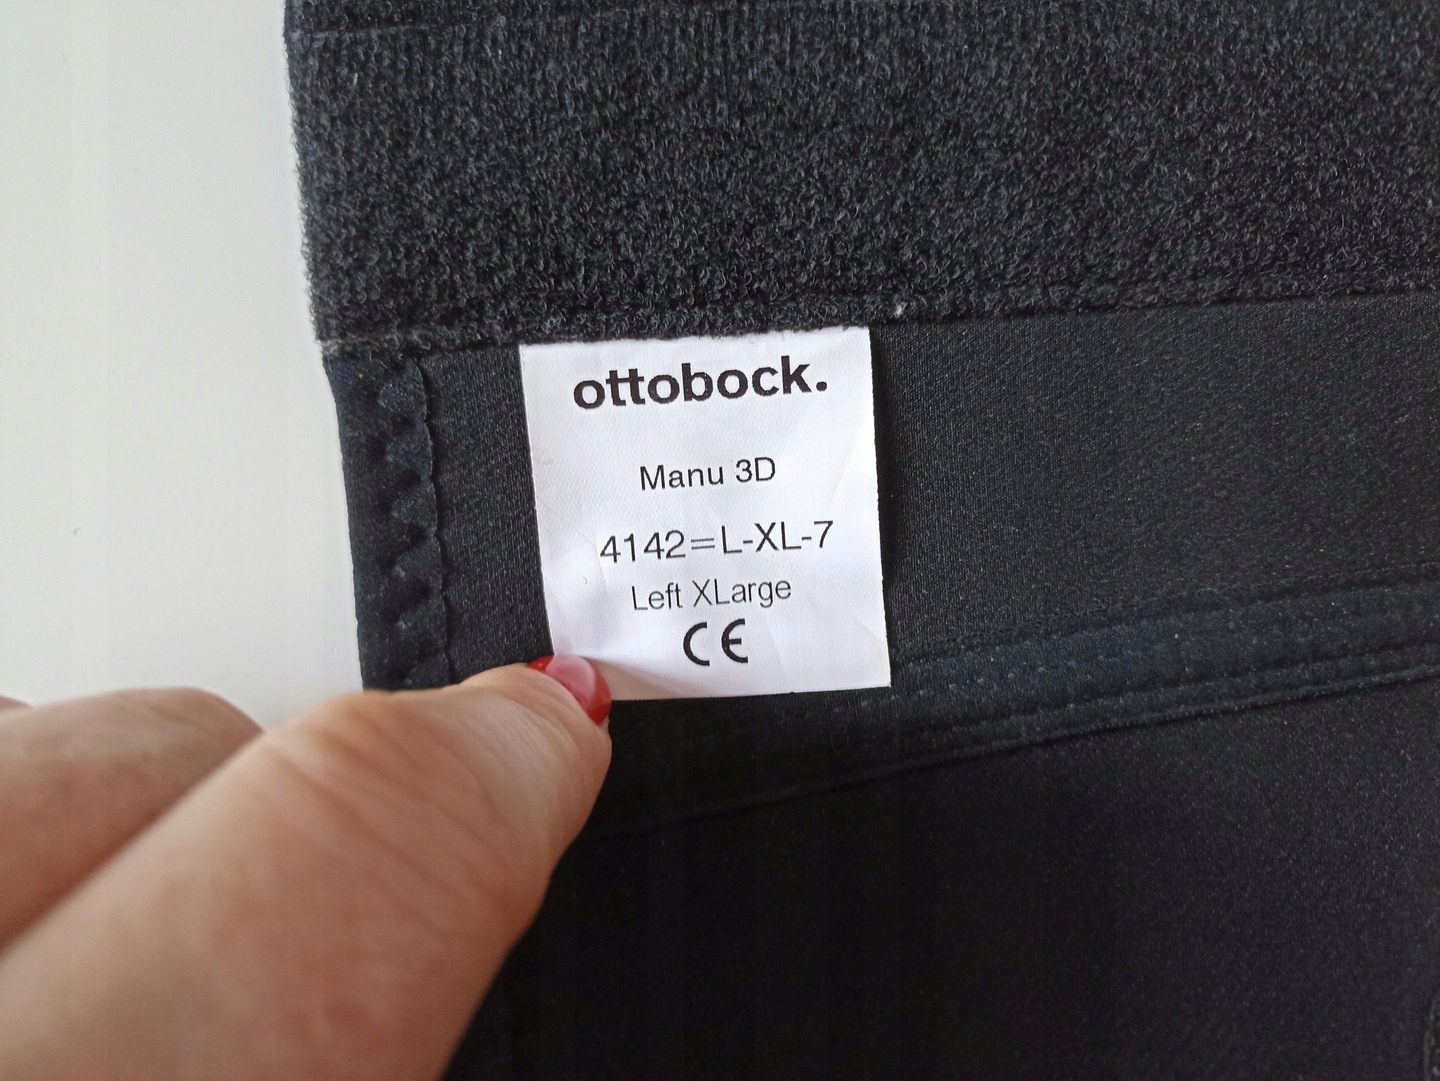 ottobock.
Manu 3D
4142=L-XL-7
Left XLarge
CE